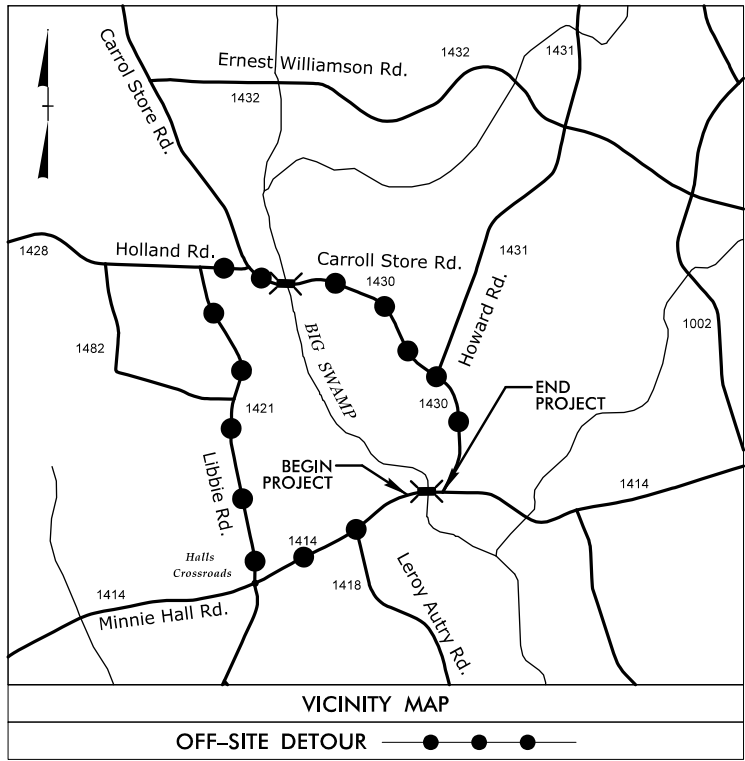 Carrol Store Rd.
Ernest Williamson Rd.
1432
1431
1432
1428
Holland Rd.
Carroll Store Rd.
1430
1431
Howard Rd.
1002
1482
BIG SWAMP
1421
1430
END
PROJECT
Libbie Rd.
BEGIN
PROJECT
1414
1414
Halls
Crossroads
1418
Leroy Autry Rd.
1414
Minnie Hall Rd.
VICINITY MAP
OFF-SITE DETOUR